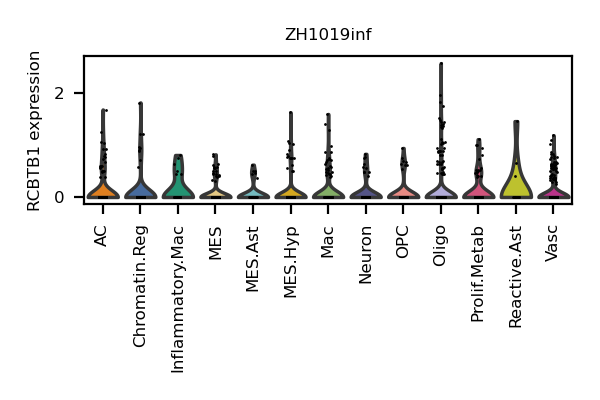 ZH1019inf
RCBTB1 expression
2
0
AC
Chromatin.Reg
Inflammatory.Mac
MES
MES.Ast
MES.Hyp
Mac
Neuron
OPC
Oligo
Prolif.Metab
Reactive.Ast
Vasc